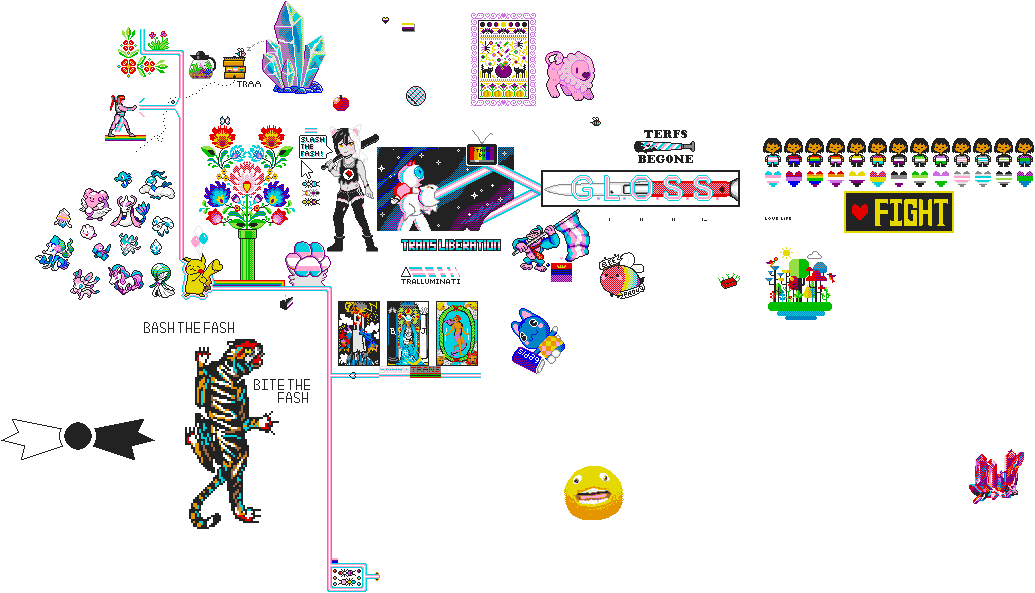 TRAA
SLASH
THE
FASH!
TERFS
BEGONE
GLOSS
FIGHT
TRANS LIBERATION
LOVE LIFE
TRALLUMINATI
BASH THE FASH
B J
TRANS
BITE THE
FASH